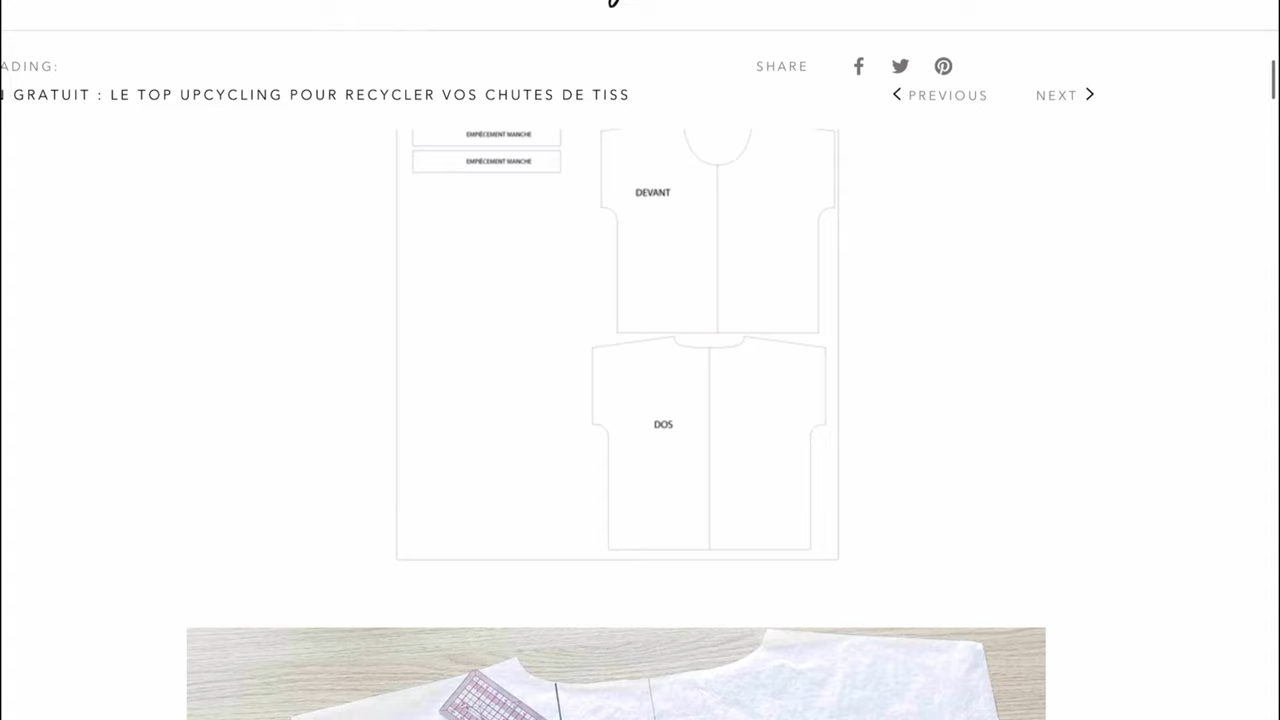 ADING:
SHARE
N GRATUIT : LE TOP UPCYCLING POUR RECYCLER VOS CHUTES DE TISS
PREVIOUS
NEXT
EMPIÈCEMENT MANCHE
EMPIÈCEMENT MANCHE
DEVANT
DOS